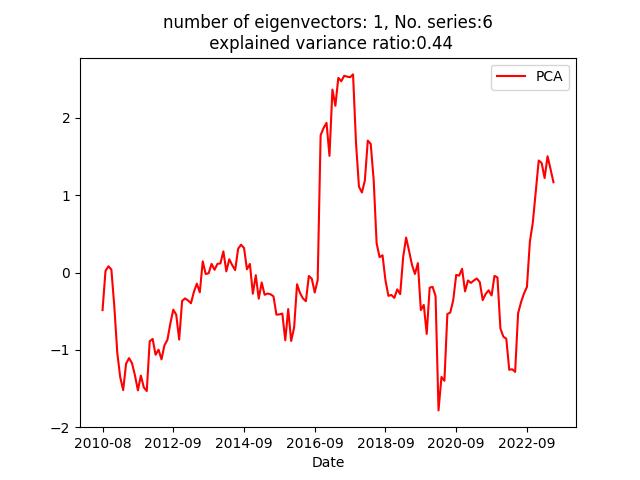 number of eigenvectors: 1, No. series:6
explained variance ratio:0.44
PCA
2
1
0
−1
−2
2010-08 2012-09 2014-09 2016-09 2018-09 2020-09 2022-09
Date